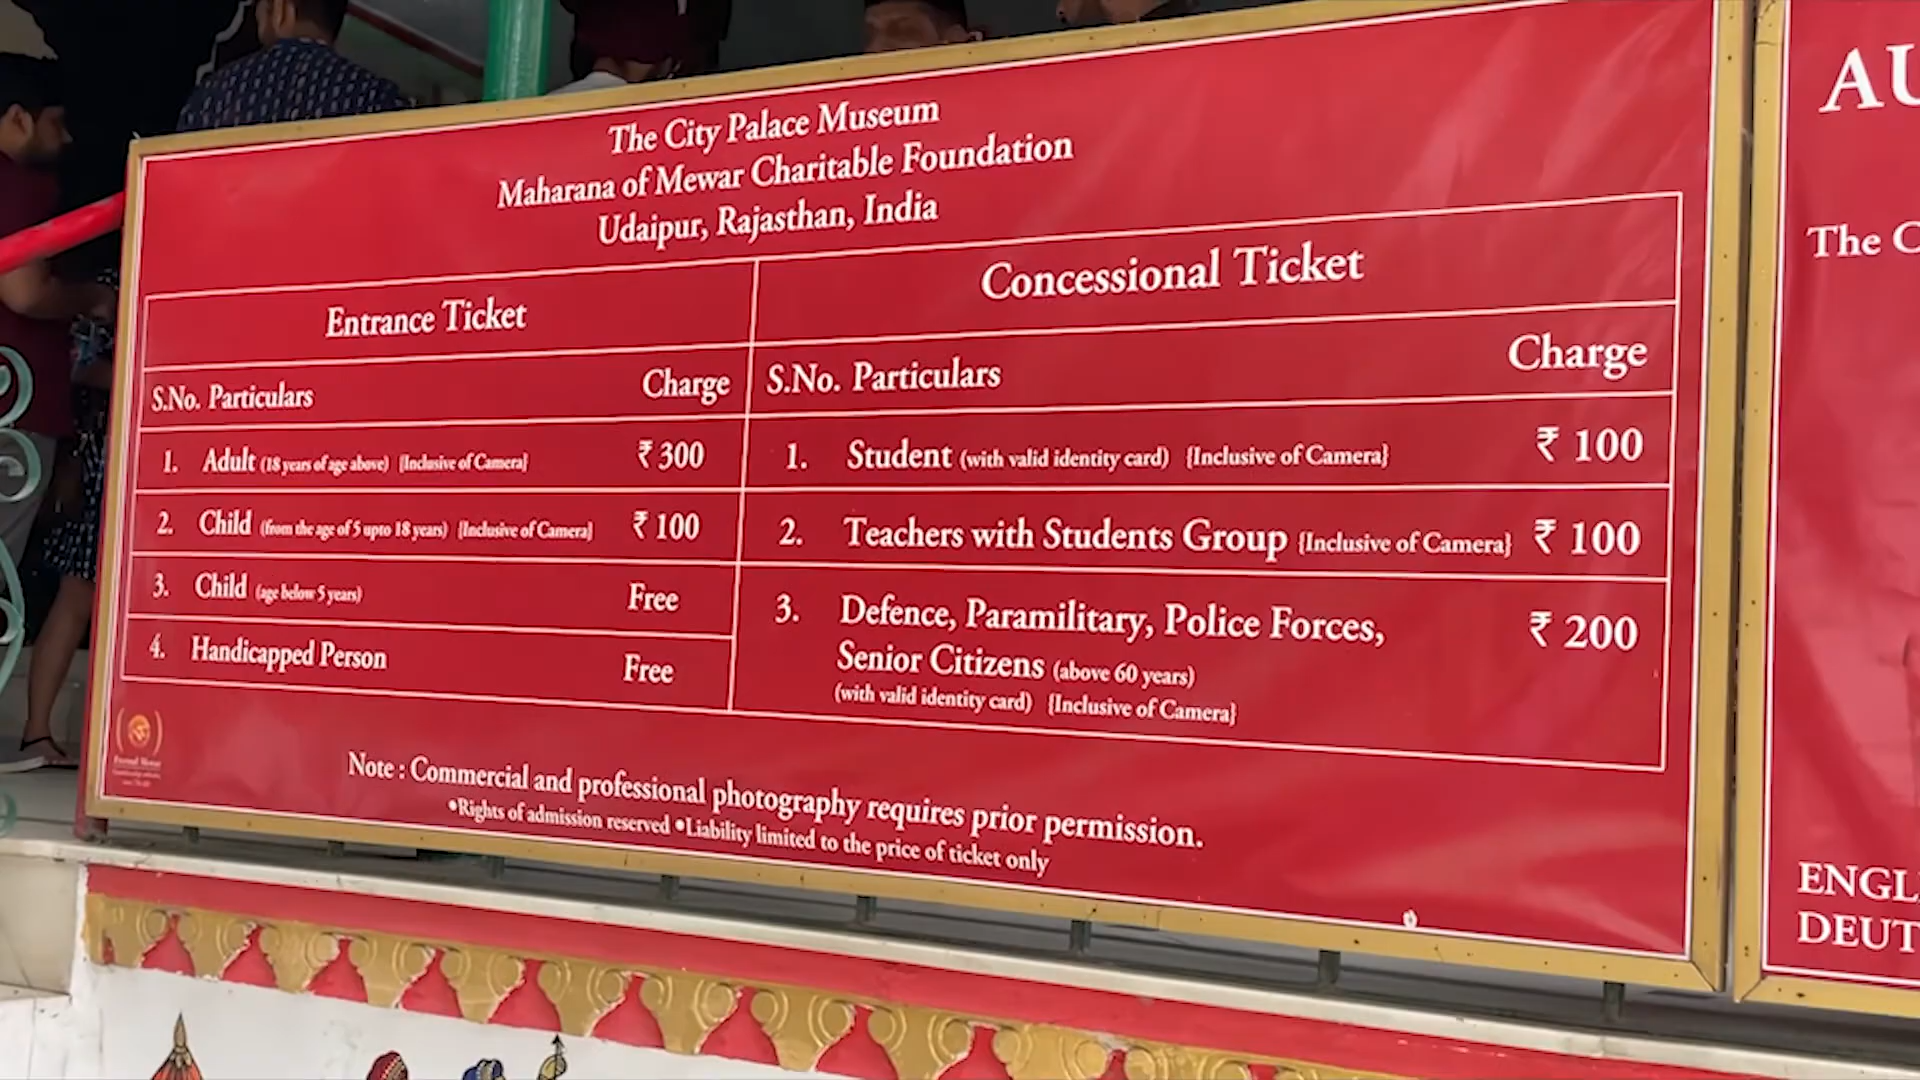 The City Palace Museum
Maharana of Mewar Charitable Foundation
Udaipur, Rajasthan, India
Entrance Ticket
S.No. Particulars Charge
1. Adult (18 years of age above) {Inclusive of Camera} ₹ 300
2. Child (from the age of 5 upto 18 years) {Inclusive of Camera} ₹ 100
3. Child (age below 5 years) Free
4. Handicapped Person Free
Concessional Ticket
S.No. Particulars Charge
1. Student (with valid identity card) {Inclusive of Camera} ₹ 100
2. Teachers with Students Group {Inclusive of Camera} ₹ 100
3. Defence, Paramilitary, Police Forces, ₹ 200
Senior Citizens (above 60 years)
(with valid identity card) {Inclusive of Camera}
Note : Commercial and professional photography requires prior permission.
•Rights of admission reserved •Liability limited to the price of ticket only
Eternal Mewar
AU
The C
ENGL
DEUT